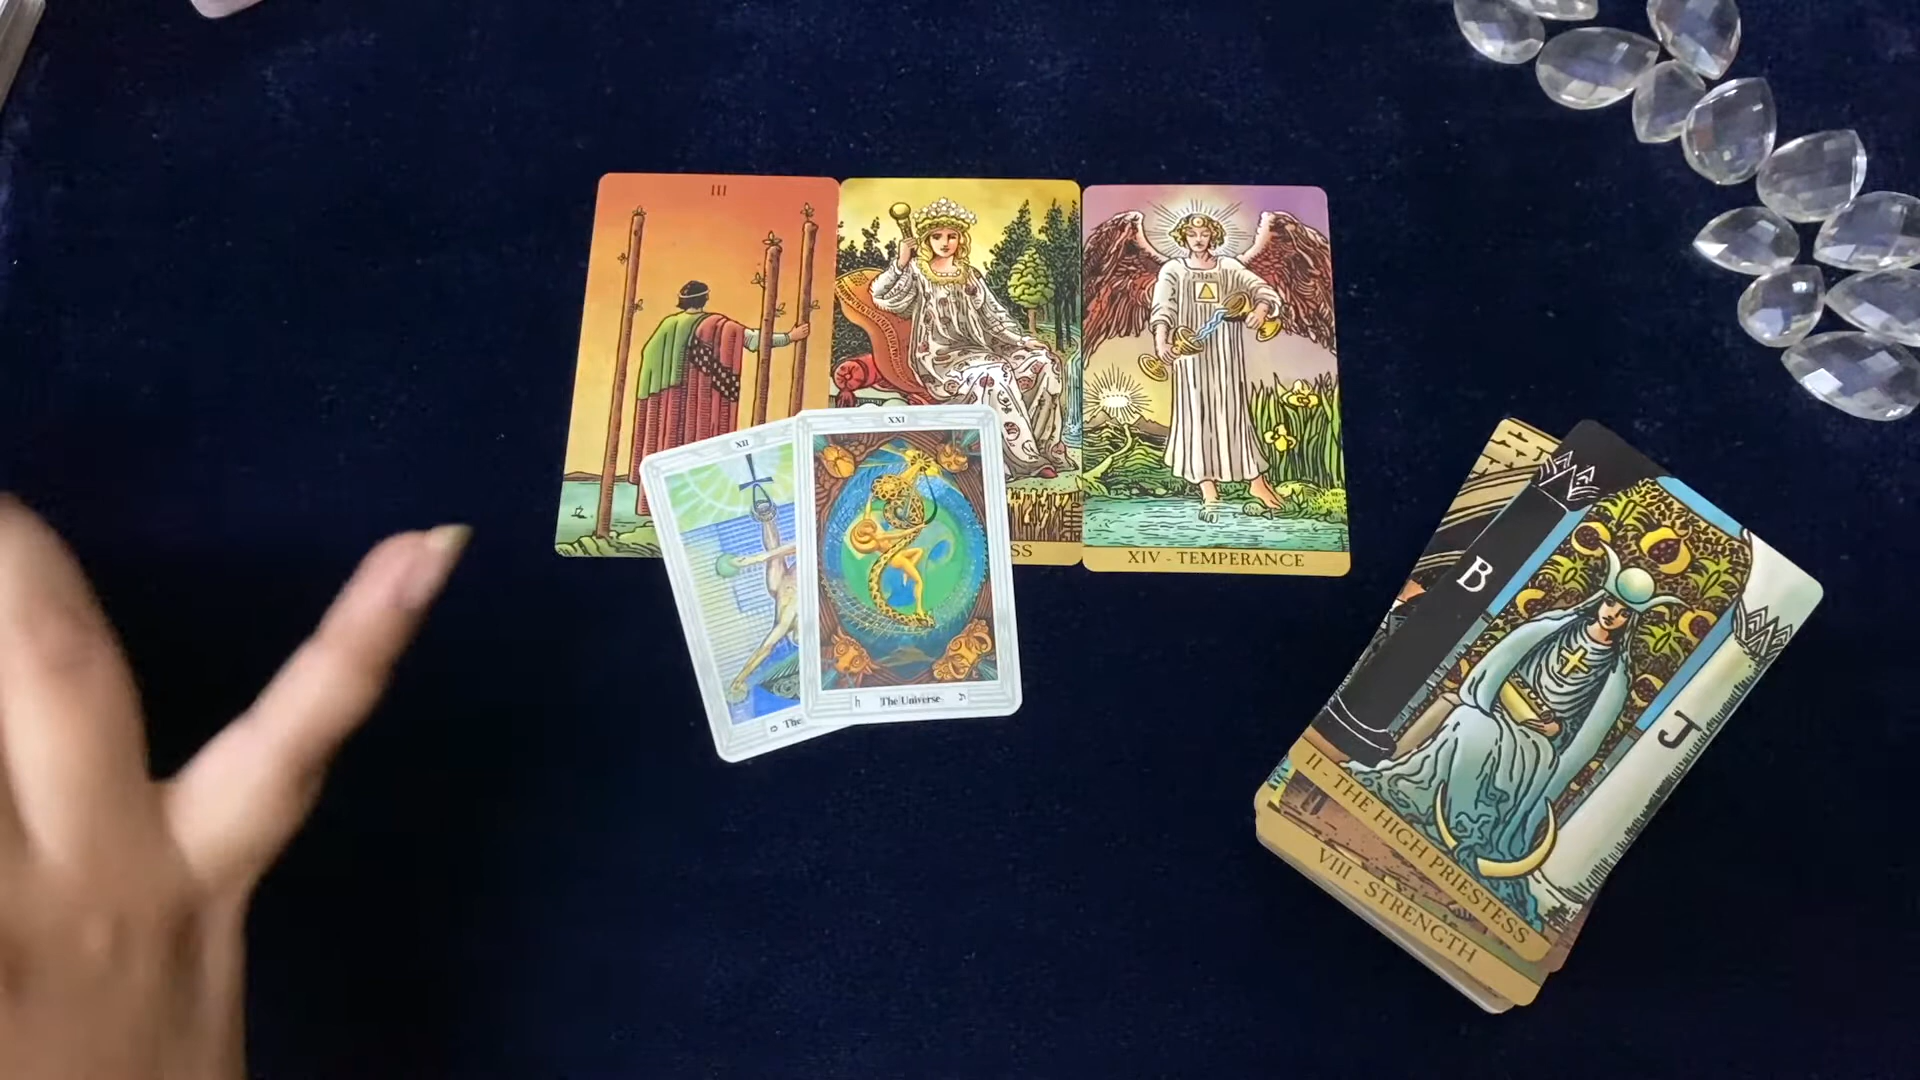 III
SS
XIV - TEMPERANCE
XII
The
XXI
The Universe
B
J
II - THE HIGH PRIESTESS
VIII - STRENGTH